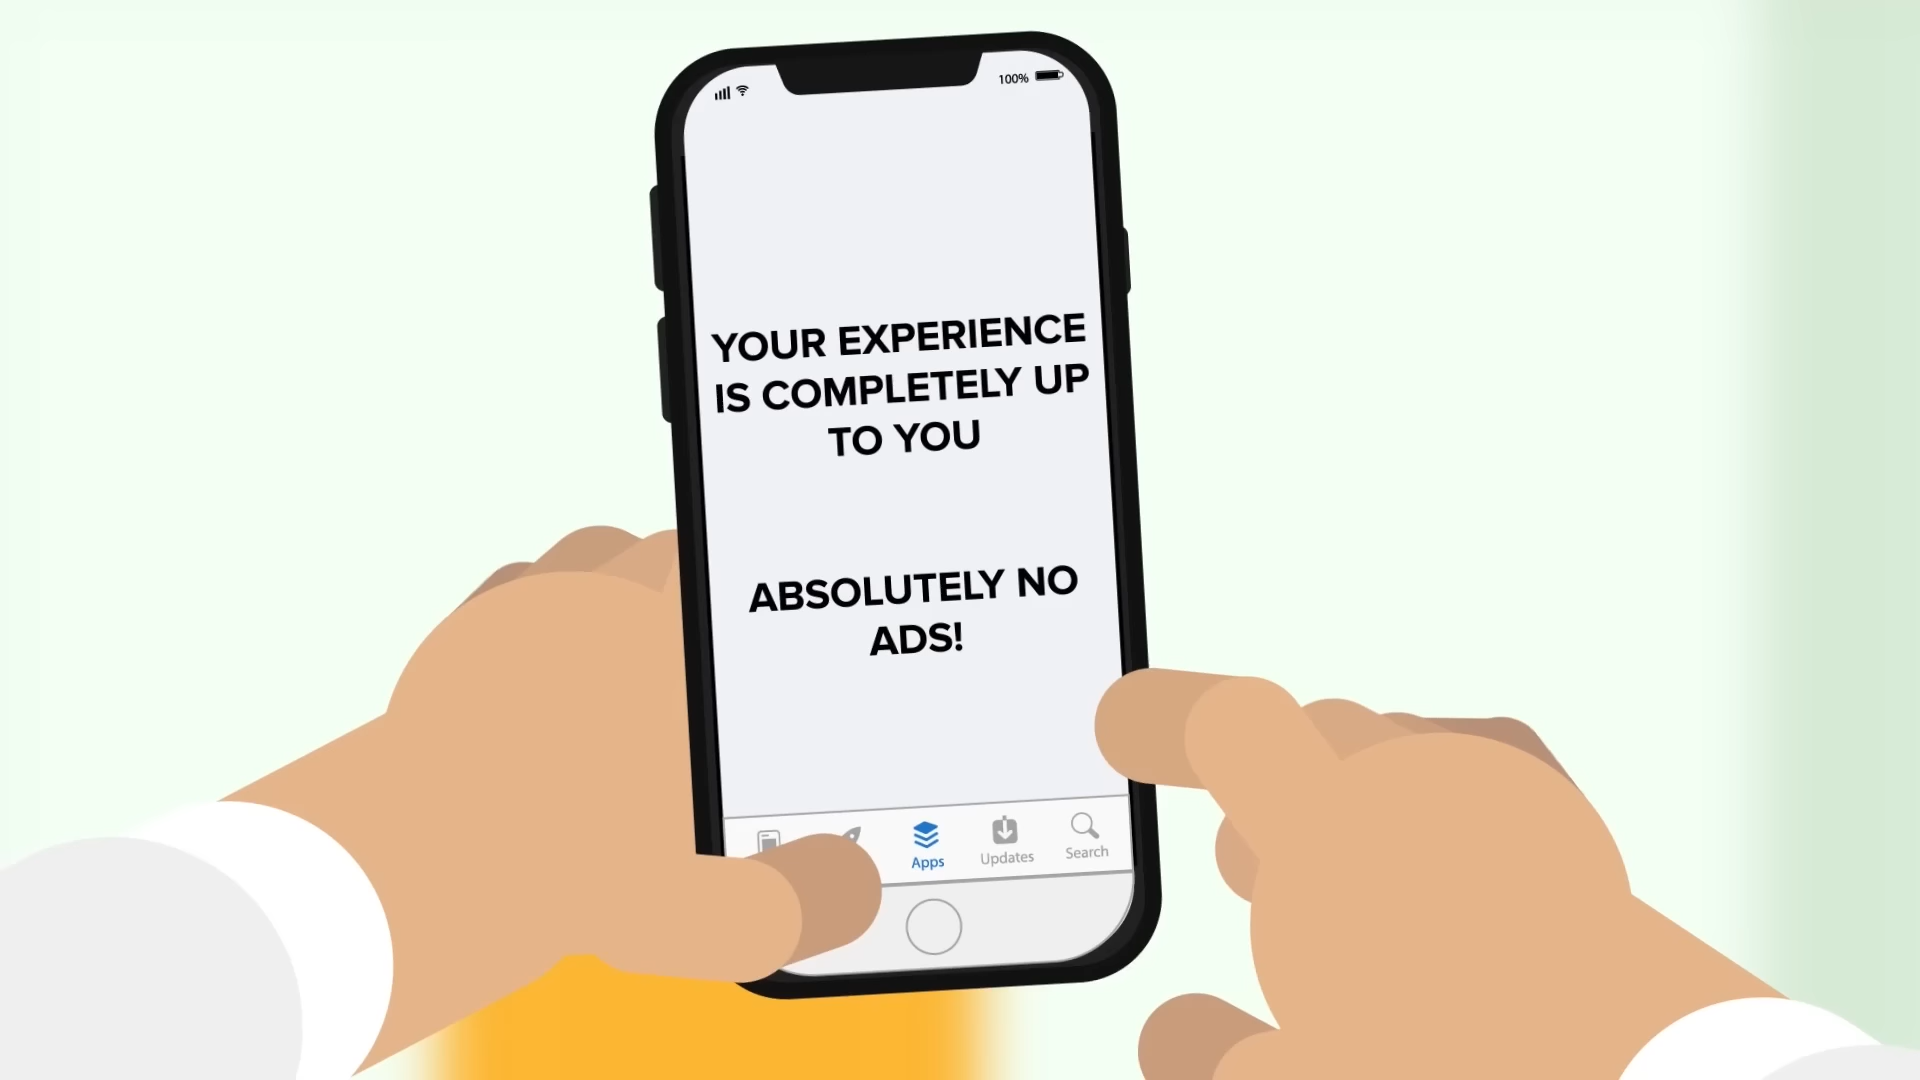 100%
YOUR EXPERIENCE
IS COMPLETELY UP
TO YOU
ABSOLUTELY NO
ADS!
Apps
Updates
Search